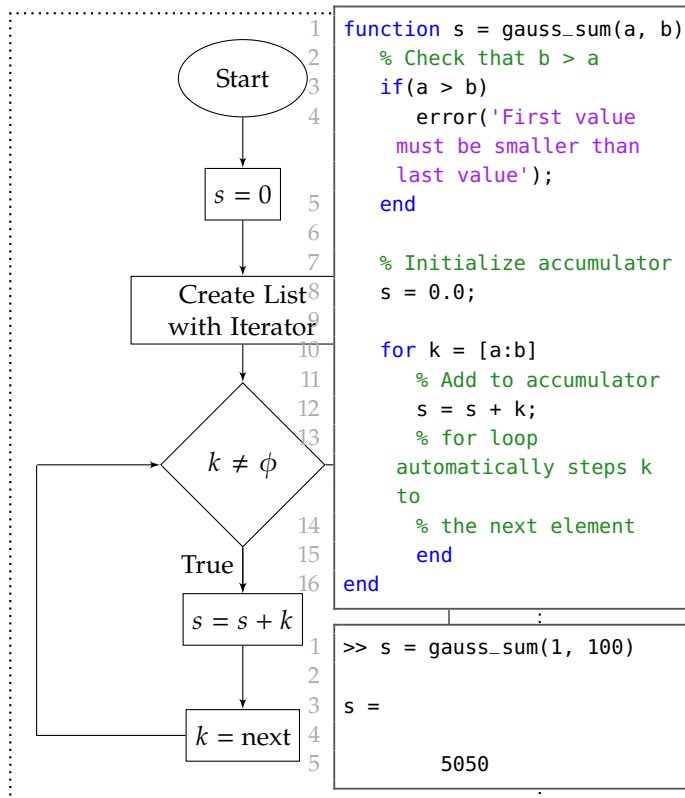 Start
s = 0
Create List
with Iterator
k ≠ ϕ
True
s = s + k
k = next
1 function s = gauss_sum(a, b)
2 % Check that b > a
3 if(a > b)
4 error('First value
must be smaller than
last value');
5 end
6
7 % Initialize accumulator
8 s = 0.0;
9
10 for k = [a:b]
11 % Add to accumulator
12 s = s + k;
13 % for loop
automatically steps k
to
14 % the next element
15 end
16 end
1 >> s = gauss_sum(1, 100)
2
3 s =
4
5 5050